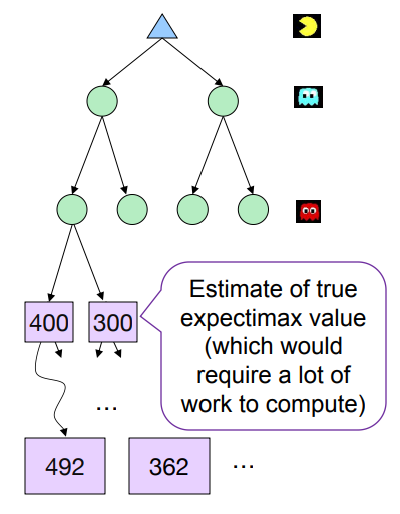 Estimate of true
expectimax value
(which would
require a lot of
work to compute)
400 300
...
492 362 ...